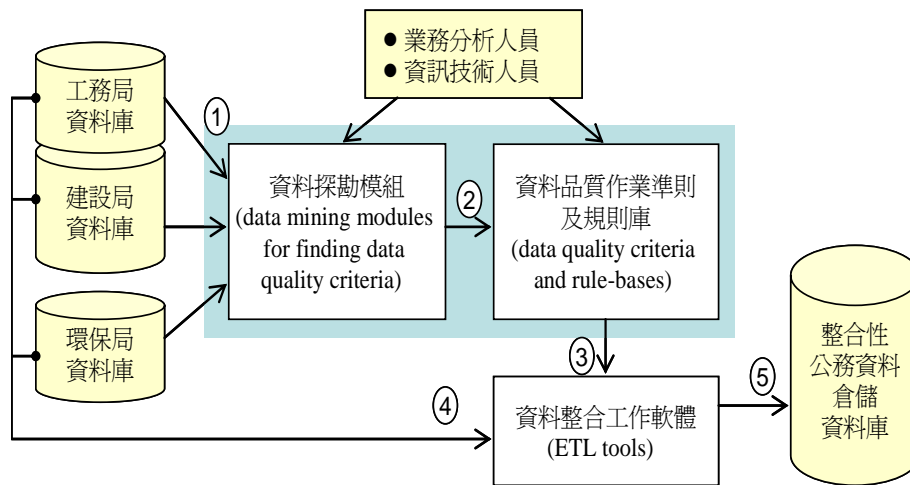 ● 業務分析人員
● 資訊技術人員
工務局
資料庫
建設局
資料庫
環保局
資料庫
①
資料探勘模組
(data mining modules
for finding data
quality criteria)
②
資料品質作業準則
及規則庫
(data quality criteria
and rule-bases)
③
④
資料整合工作軟體
(ETL tools)
⑤
整合性
公務資料
倉儲
資料庫